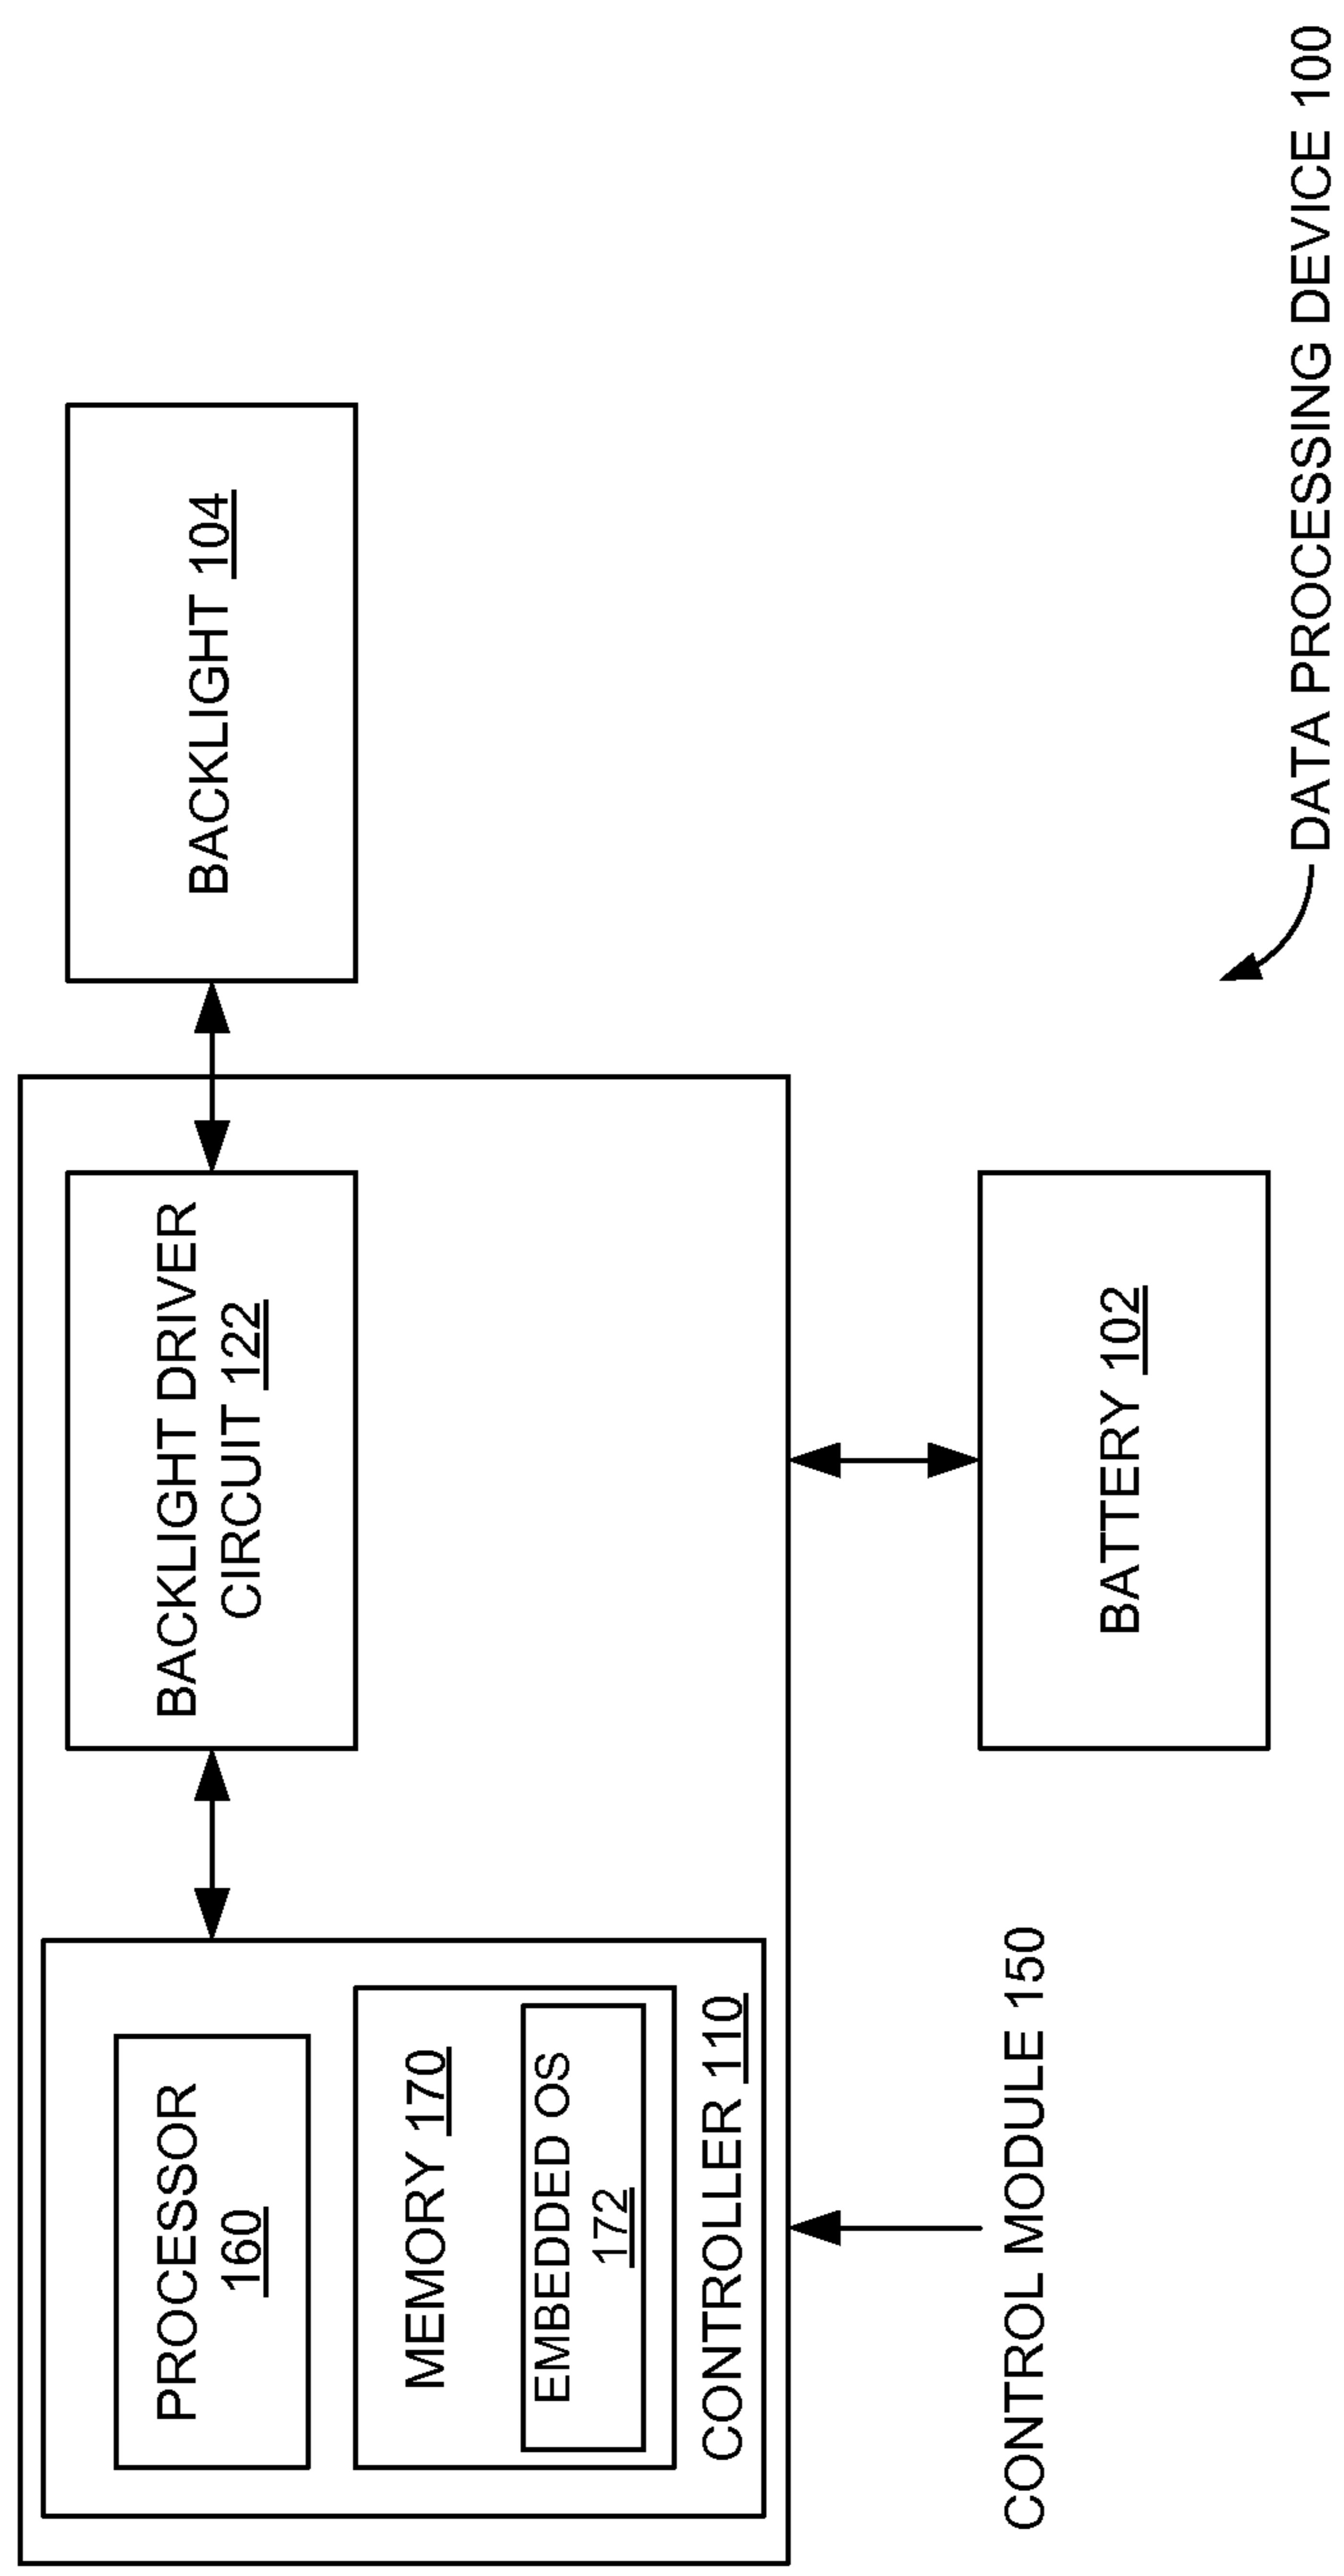 PROCESSOR
160
MEMORY 170
EMBEDDED OS
172
CONTROLLER 110
BACKLIGHT DRIVER
CIRCUIT 122
BACKLIGHT 104
CONTROL MODULE 150
BATTERY 102
DATA PROCESSING DEVICE 100